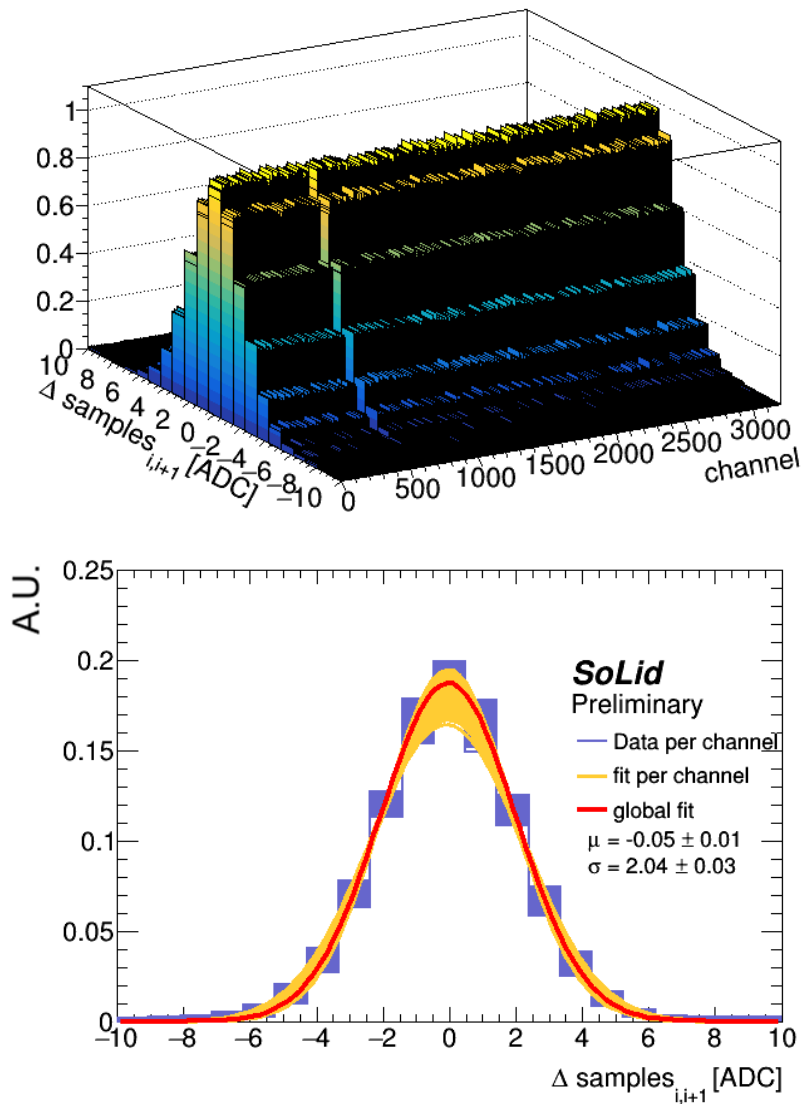 1
0.8
0.6
0.4
0.2
0
10 8 6 4 2 0 −2 −4 −6 −8 −10
Δ samples i,i+1 [ADC]
0 500 1000 1500 2000 2500 3000
channel
A.U.
0.25
0.2
0.15
0.1
0.05
0
SoLid
Preliminary
Data per channel
fit per channel
global fit
μ = -0.05 ± 0.01
σ = 2.04 ± 0.03
−10 −8 −6 −4 −2 0 2 4 6 8 10
Δ samples i,i+1 [ADC]